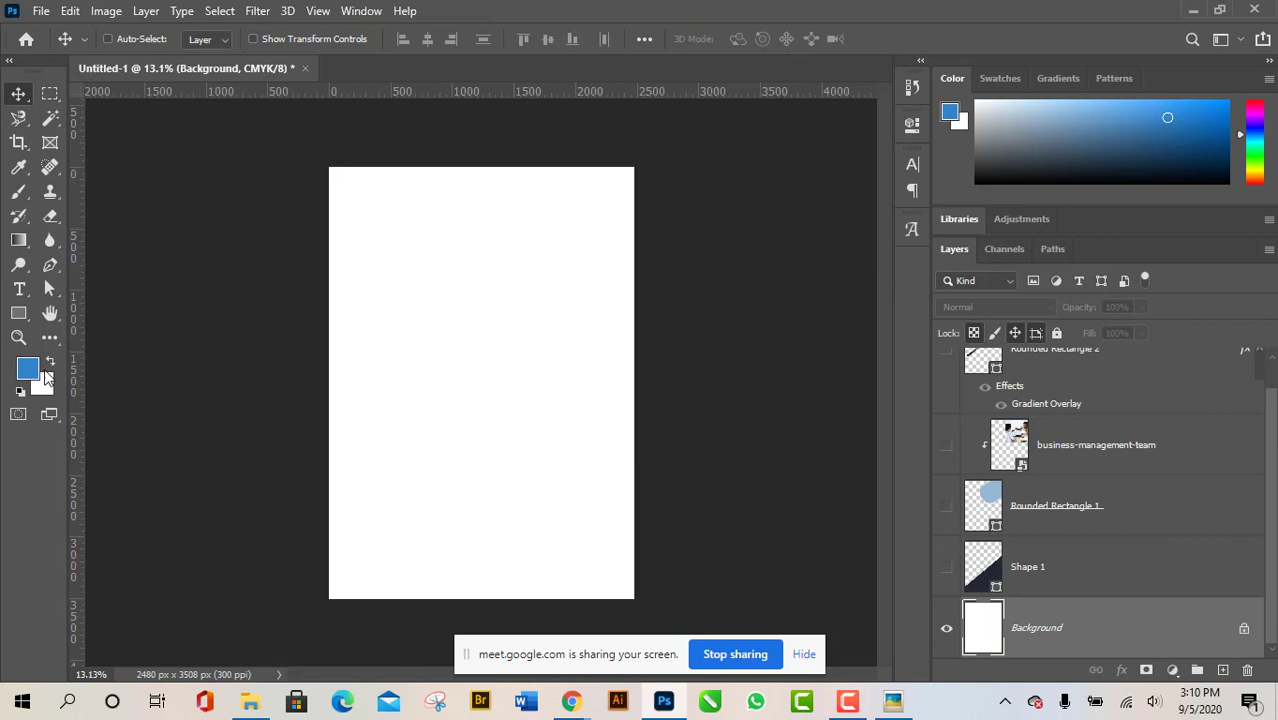 Ps File Edit Image Layer Type Select Filter 3D View Window Help
Auto-Select: Layer Show Transform Controls 3D Mode:
Untitled-1 @ 13.1% (Background, CMYK/8) *
Color Swatches Gradients Patterns
2000 1500 1000 500 0 500 1000 1500 2000 2500 3000 3500 4000
Libraries Adjustments
Layers Channels Paths
Kind
Normal Opacity: 100%
Lock: Fill: 100%
Rounded Rectangle 2 fx
Effects
Gradient Overlay
business-management-team
Rounded Rectangle 1
Shape 1
Background
meet.google.com is sharing your screen. Stop sharing Hide
13.13% 2480 px x 3508 px (300 ppi)
Br W Ai Ps
3:10 PM
9/5/2020